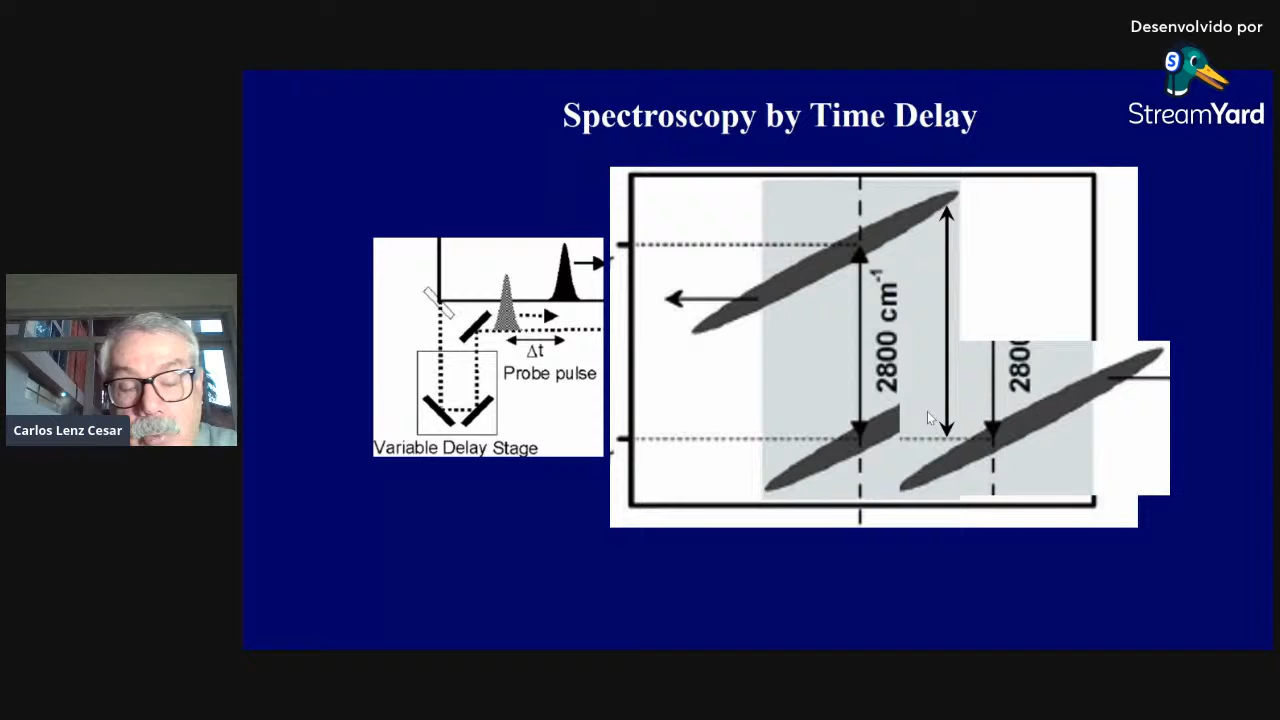 Desenvolvido por
StreamYard
Spectroscopy by Time Delay
Δt
Probe pulse
Variable Delay Stage
2800 cm⁻¹
2800
Carlos Lenz Cesar